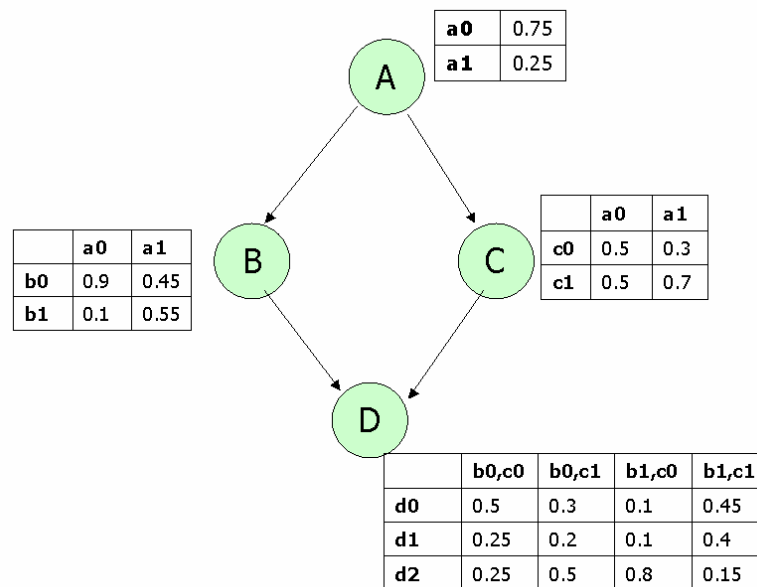 a0 0.75
a1 0.25
A
a0 a1
b0 0.9 0.45
b1 0.1 0.55
B
C
a0 a1
c0 0.5 0.3
c1 0.5 0.7
D
b0,c0 b0,c1 b1,c0 b1,c1
d0 0.5 0.3 0.1 0.45
d1 0.25 0.2 0.1 0.4
d2 0.25 0.5 0.8 0.15